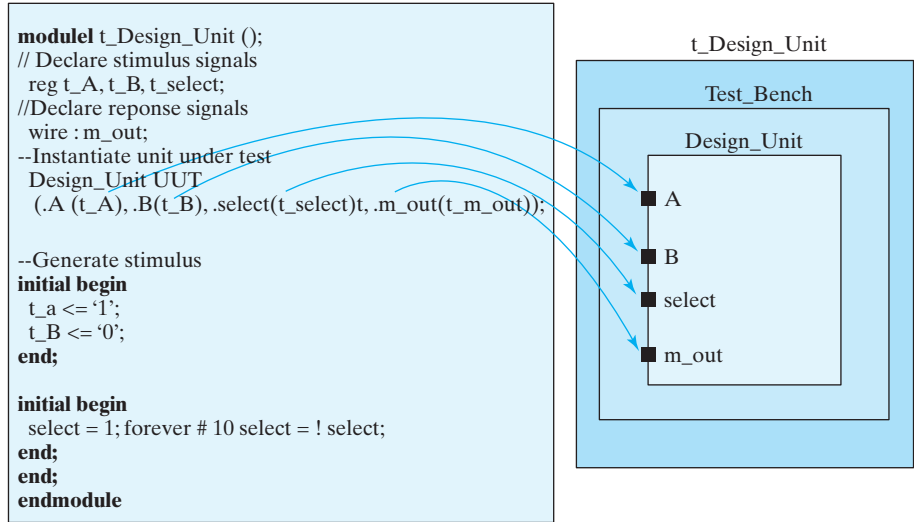 modulel t_Design_Unit ();
// Declare stimulus signals
reg t_A, t_B, t_select;
//Declare reponse signals
wire : m_out;
--Instantiate unit under test
Design_Unit UUT
(.A (t_A), .B(t_B), .select(t_select)t, .m_out(t_m_out));
--Generate stimulus
initial begin
t_a <= ‘1’;
t_B <= ‘0’;
end;
initial begin
select = 1; forever # 10 select = ! select;
end;
end;
endmodule
t_Design_Unit
Test_Bench
Design_Unit
A
B
select
m_out